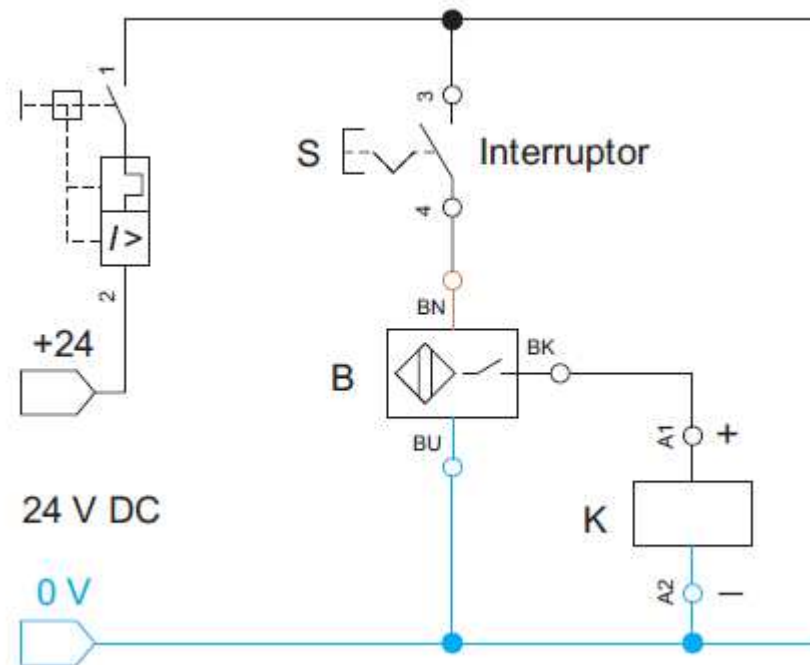 1
I >
2
+24
24 V DC
0 V
3
S
Interruptor
4
BN
B
BK
BU
A1
+
K
A2
–